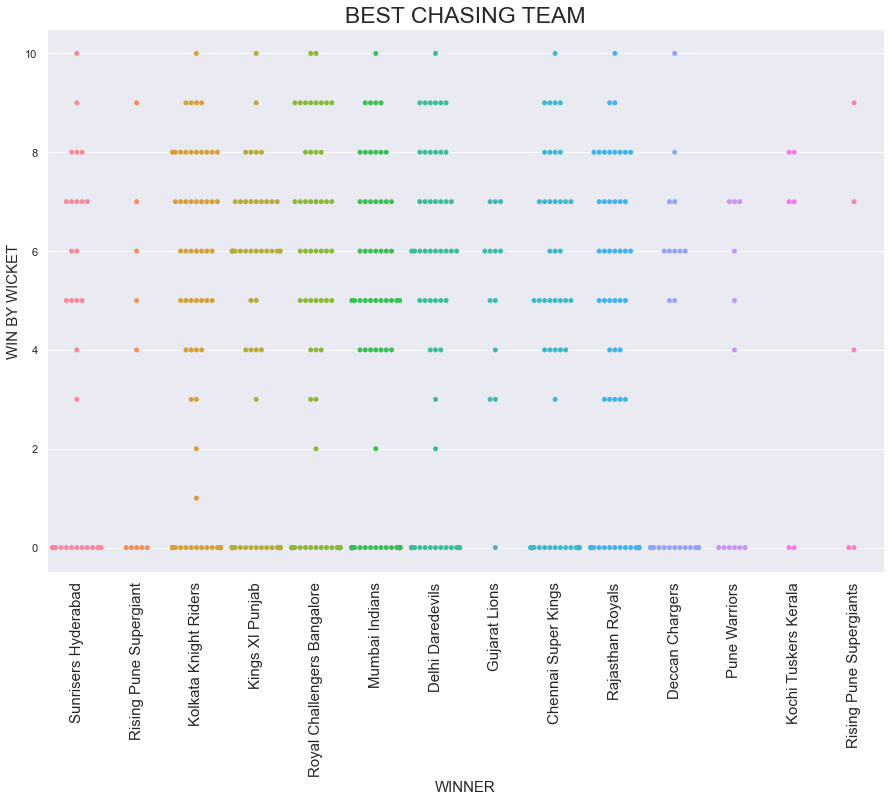 BEST CHASING TEAM
10
8
6
4
2
0
WIN BY WICKET
Sunrisers Hyderabad
Rising Pune Supergiant
Kolkata Knight Riders
Kings XI Punjab
Royal Challengers Bangalore
Mumbai Indians
Delhi Daredevils
Gujarat Lions
Chennai Super Kings
Rajasthan Royals
Deccan Chargers
Pune Warriors
Kochi Tuskers Kerala
Rising Pune Supergiants
WINNER